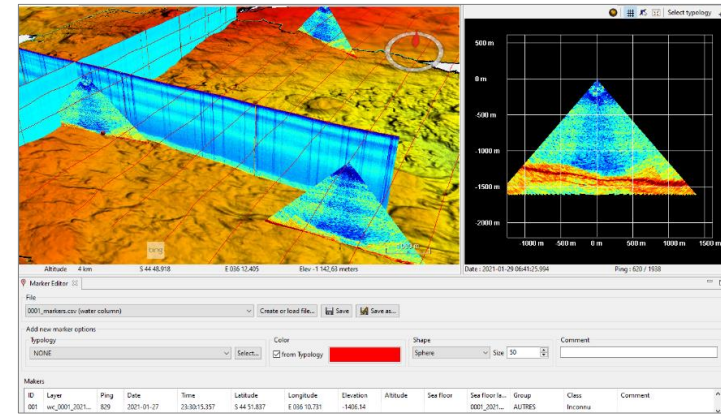 Select typology
500 m
0 m
-500 m
-1000 m
-1500 m
-2000 m
-1000 m -500 m 0 m 500 m 1000 m 1500 m
bing
Altitude 4 km S 44 48.918 E 036 12.405 Elev -1 142,63 meters
Date : 2021-01-29 06:41:25.994 Ping : 620 / 1938
Marker Editor
File
0001_markers.csv (water column) Create or load file... Save Save as...
Add new marker options
Typology Color Shape Comment
NONE Select... from Typology Sphere Size 50
Makers
ID Layer Ping Date Time Latitude Longitude Elevation Altitude Sea floor Sea floor la... Group Class Comment
001 wc_0001_2021... 829 2021-01-27 23:30:15.357 S 44 51.837 E 036 10.731 -1406.14 0001_2021... AUTRES Inconnu